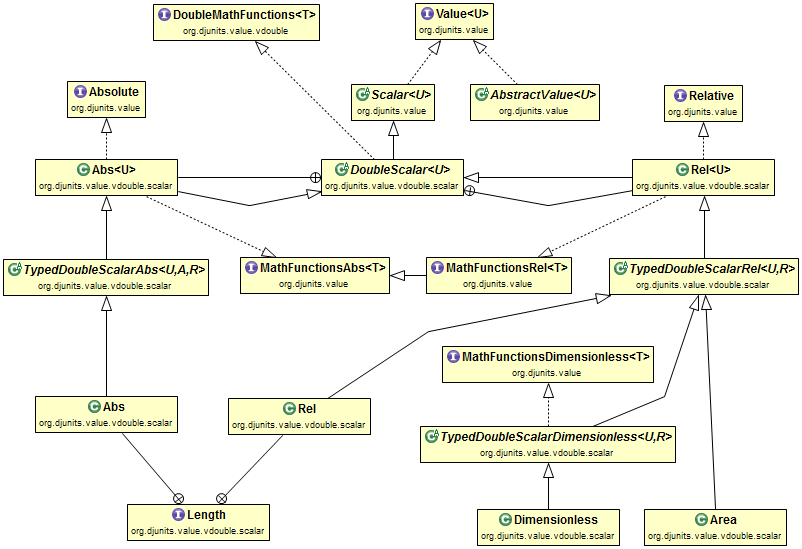 DoubleMathFunctions<T>
org.djunits.value.vdouble
Value<U>
org.djunits.value
Absolute
org.djunits.value
Scalar<U>
org.djunits.value
AbstractValue<U>
org.djunits.value
Relative
org.djunits.value
Abs<U>
org.djunits.value.vdouble.scalar
DoubleScalar<U>
org.djunits.value.vdouble.scalar
Rel<U>
org.djunits.value.vdouble.scalar
TypedDoubleScalarAbs<U,A,R>
org.djunits.value.vdouble.scalar
MathFunctionsAbs<T>
org.djunits.value
MathFunctionsRel<T>
org.djunits.value
TypedDoubleScalarRel<U,R>
org.djunits.value.vdouble.scalar
MathFunctionsDimensionless<T>
org.djunits.value
Abs
org.djunits.value.vdouble.scalar
Rel
org.djunits.value.vdouble.scalar
TypedDoubleScalarDimensionless<U,R>
org.djunits.value.vdouble.scalar
Length
org.djunits.value.vdouble.scalar
Dimensionless
org.djunits.value.vdouble.scalar
Area
org.djunits.value.vdouble.scalar